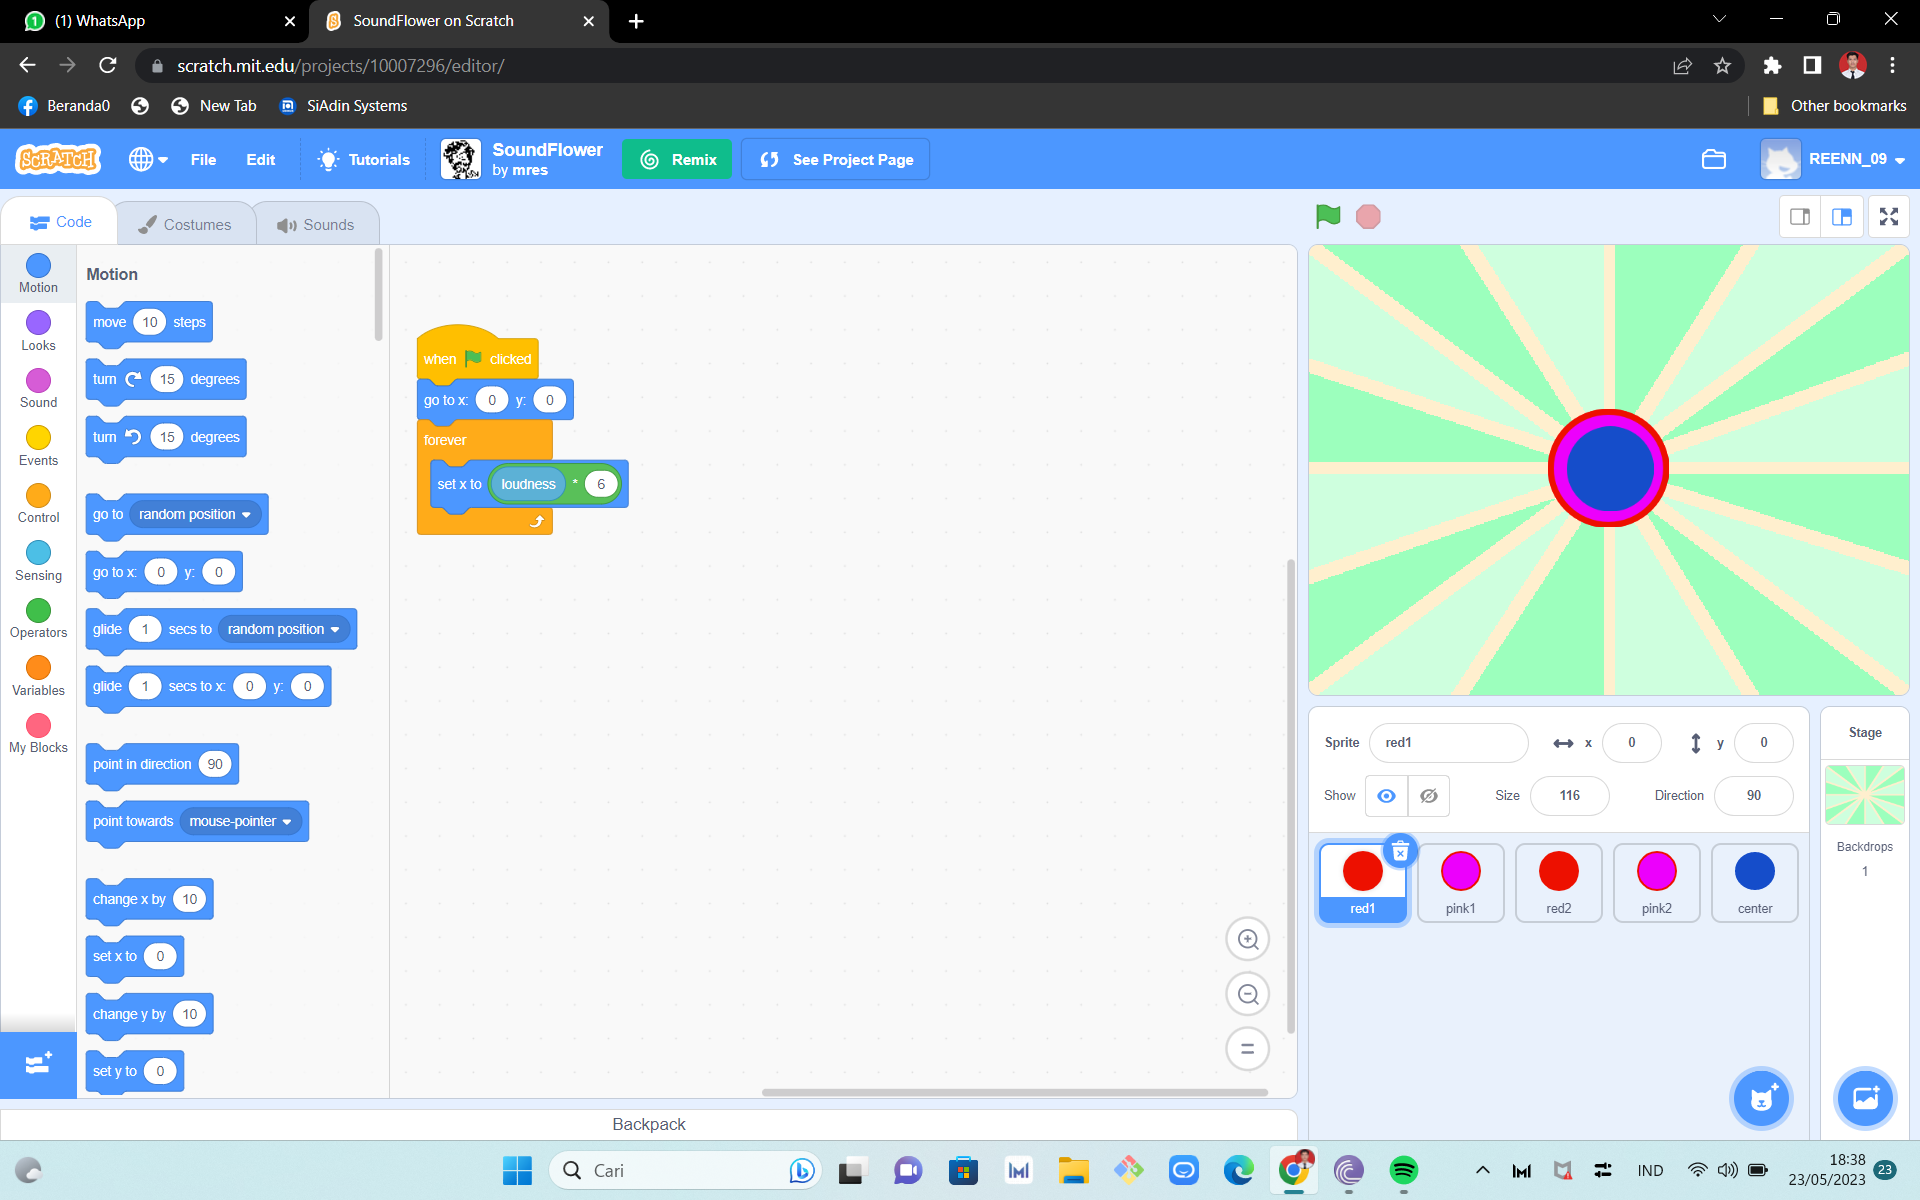 (1) WhatsApp
SoundFlower on Scratch
scratch.mit.edu/projects/10007296/editor/
Beranda0
New Tab
SiAdin Systems
Other bookmarks
SCRATCH
File
Edit
Tutorials
SoundFlower
by mres
Remix
See Project Page
REENN_09
Code
Costumes
Sounds
Motion
Looks
Sound
Events
Control
Sensing
Operators
Variables
My Blocks
Motion
move 10 steps
turn 15 degrees
turn 15 degrees
go to random position
go to x: 0 y: 0
glide 1 secs to random position
glide 1 secs to x: 0 y: 0
point in direction 90
point towards mouse-pointer
change x by 10
set x to 0
change y by 10
set y to 0
when clicked
go to x: 0 y: 0
forever
set x to loudness * 6
Sprite red1 x 0 y 0
Show Size 116 Direction 90
red1
pink1
red2
pink2
center
Stage
Backdrops
1
Backpack
Cari
IND
18:38
23/05/2023
23